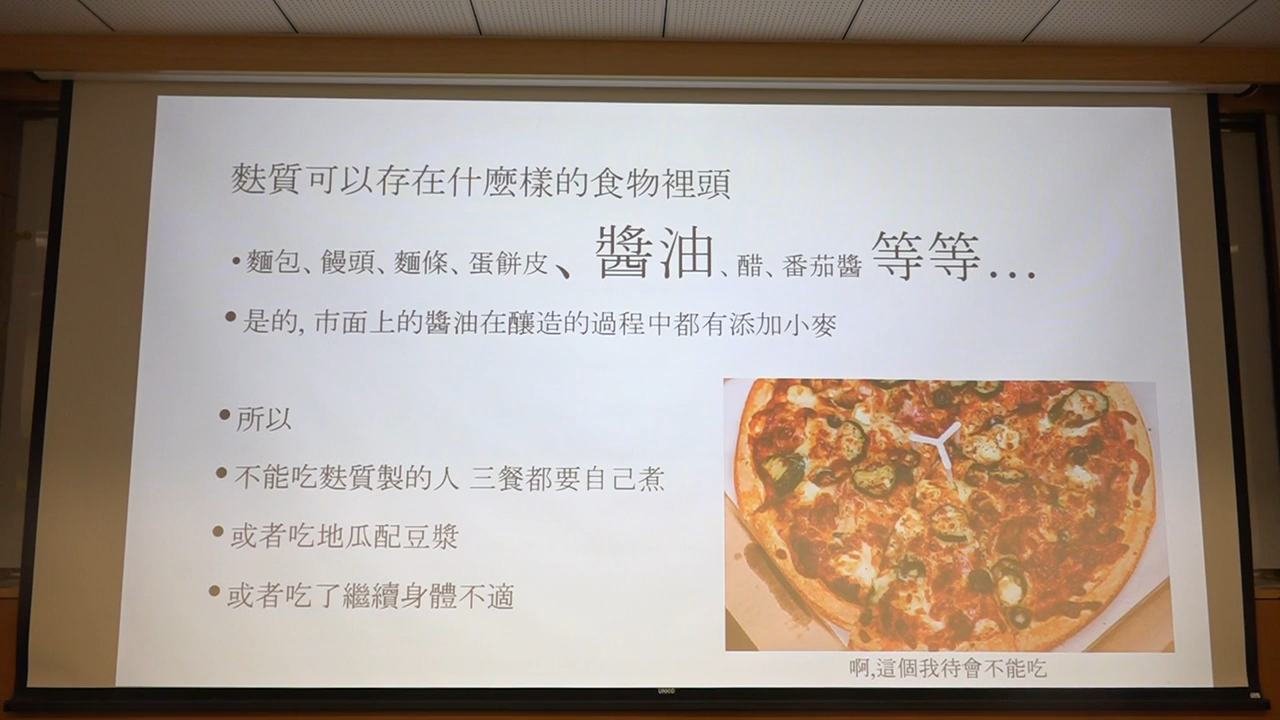 麩質可以存在什麼樣的食物裡頭
•麵包、饅頭、麵條、蛋餅皮、醬油、醋、番茄醬 等等...
•是的, 市面上的醬油在釀造的過程中都有添加小麥
•所以
•不能吃麩質製的人 三餐都要自己煮
•或者吃地瓜配豆漿
•或者吃了繼續身體不適
啊,這個我待會不能吃